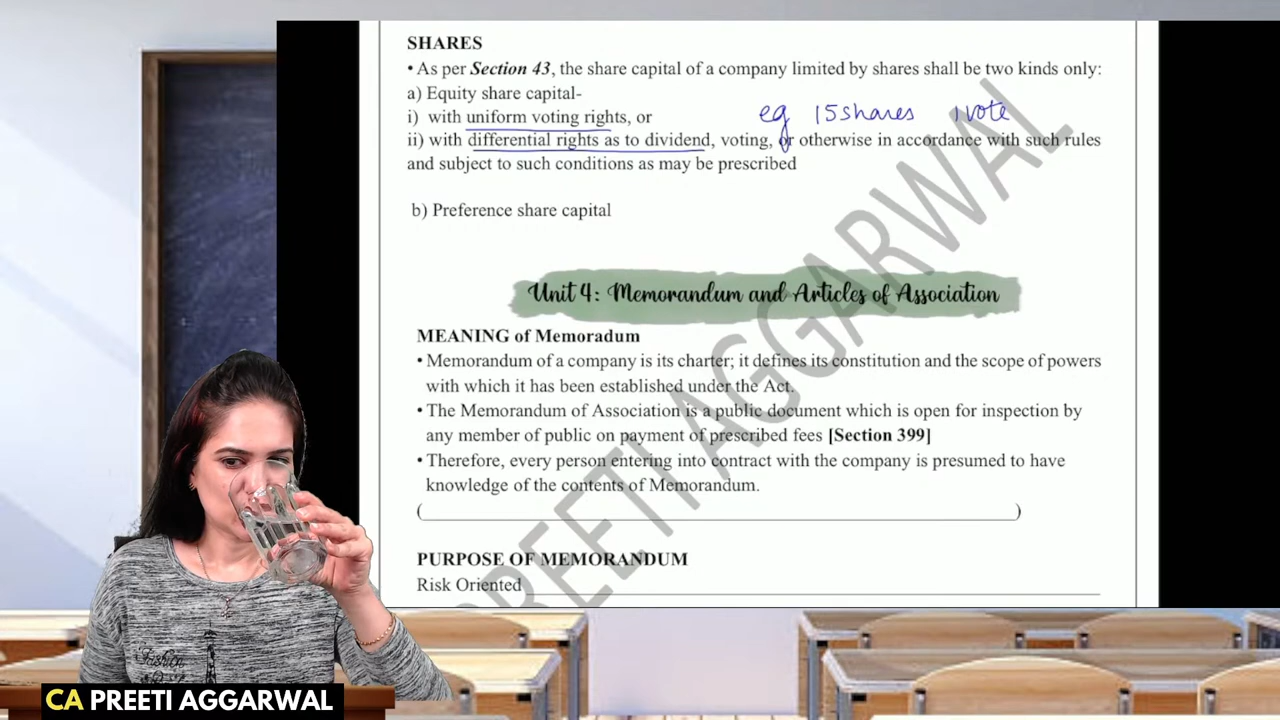 SHARES
• As per Section 43, the share capital of a company limited by shares shall be two kinds only:
a) Equity share capital-
i) with uniform voting rights, or
eg 15 shares 1 vote
ii) with differential rights as to dividend, voting, or otherwise in accordance with such rules
and subject to such conditions as may be prescribed
b) Preference share capital
Unit 4: Memorandum and Articles of Association
MEANING of Memoradum
• Memorandum of a company is its charter; it defines its constitution and the scope of powers
with which it has been established under the Act.
• The Memorandum of Association is a public document which is open for inspection by
any member of public on payment of prescribed fees [Section 399]
• Therefore, every person entering into contract with the company is presumed to have
knowledge of the contents of Memorandum.
( )
PURPOSE OF MEMORANDUM
Risk Oriented
PREETI AGGARWAL
Fashion
CA PREETI AGGARWAL